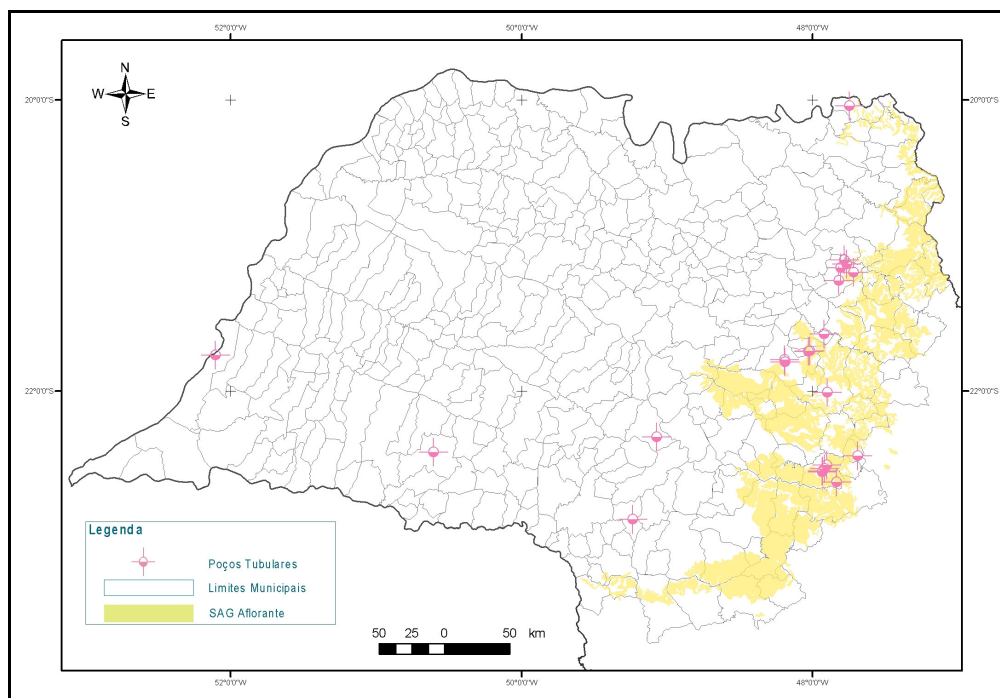 52°0'0"W 50°0'0"W 48°0'0"W
N
W E
S
20°0'0"S 20°0'0"S
22°0'0"S 22°0'0"S
Legenda
Poços Tubulares
Limites Municipais
SAG Aflorante
50 25 0 50 km
52°0'0"W 50°0'0"W 48°0'0"W